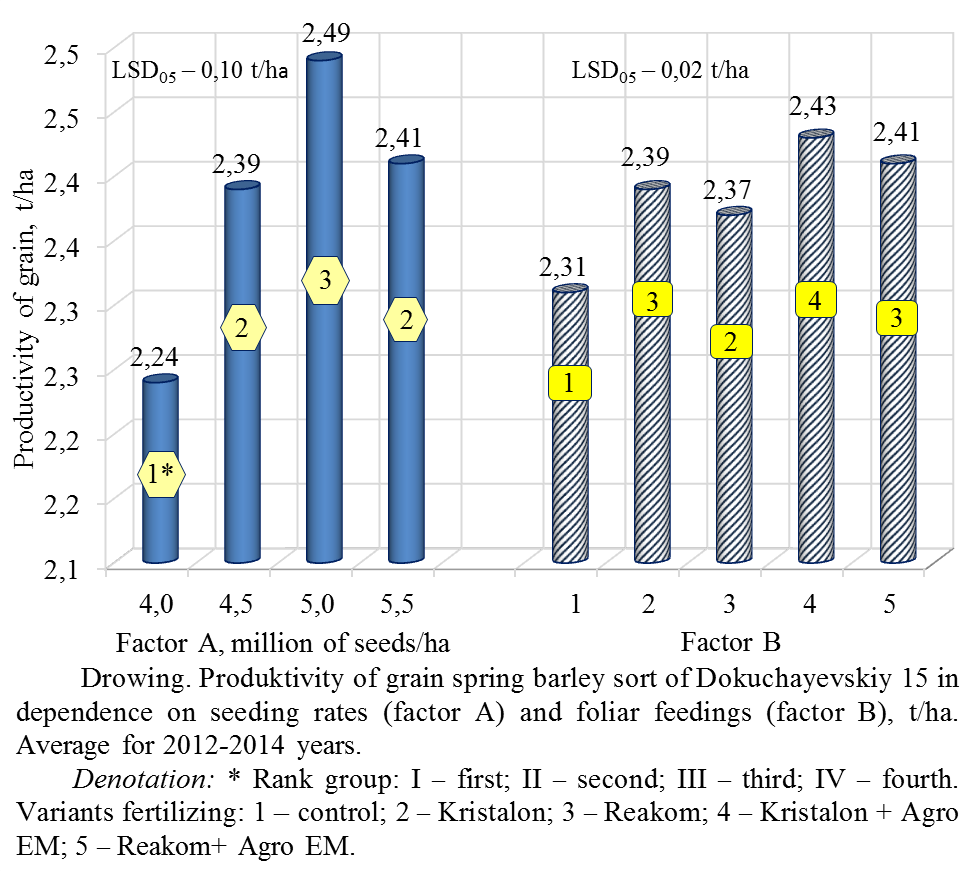 2,49
2,5
LSD05 – 0,10 t/ha
LSD05 – 0,02 t/ha
2,5
2,43
2,39
2,41
2,39
2,41
2,4
2,37
2,4
2,31
2,3
2,24
2,3
2,2
2,2
2,1
Productivity of grain, t/ha
1*
2
3
2
1
3
2
4
3
4,0 4,5 5,0 5,5 1 2 3 4 5
Factor A, million of seeds/ha Factor B
Drowing. Produktivity of grain spring barley sort of Dokuchayevskiy 15 in
dependence on seeding rates (factor A) and foliar feedings (factor B), t/ha.
Average for 2012-2014 years.
Denotation: * Rank group: I – first; II – second; III – third; IV – fourth.
Variants fertilizing: 1 – control; 2 – Kristalon; 3 – Reakom; 4 – Kristalon + Agro
EM; 5 – Reakom+ Agro EM.